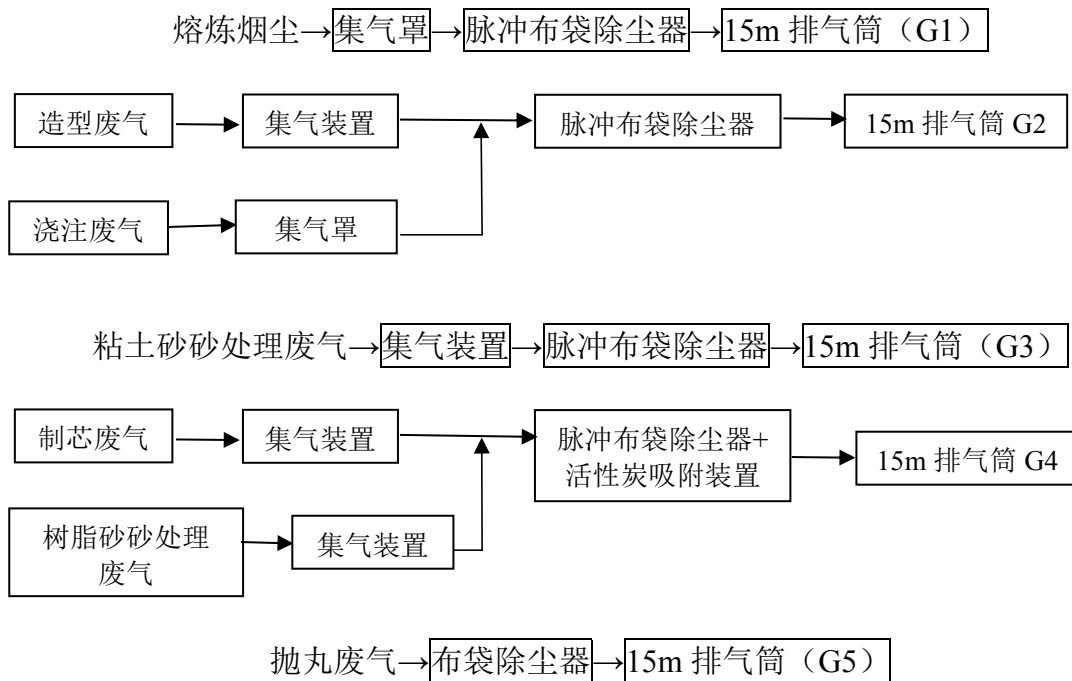 熔炼烟尘→集气罩→脉冲布袋除尘器→15m 排气筒（G1）
造型废气 集气装置 脉冲布袋除尘器 15m 排气筒 G2
浇注废气 集气罩
粘土砂砂处理废气→集气装置→脉冲布袋除尘器→15m 排气筒（G3）
制芯废气 集气装置 脉冲布袋除尘器+
活性炭吸附装置 15m 排气筒 G4
树脂砂砂处理
废气 集气装置
抛丸废气→布袋除尘器→15m 排气筒（G5）